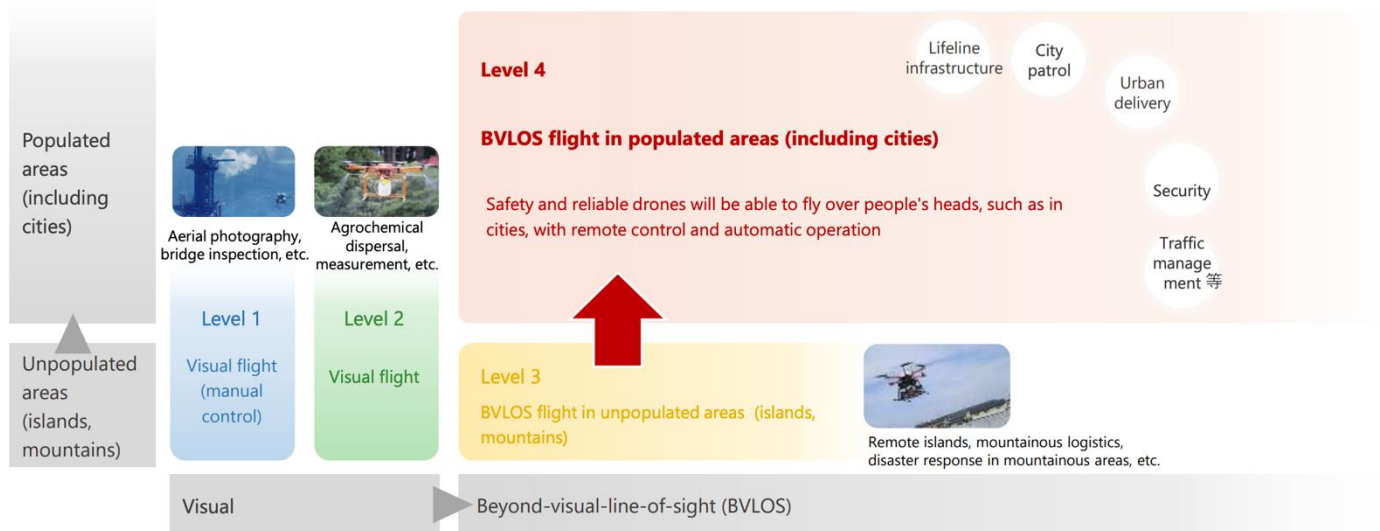 Populated
areas
(including
cities)
Unpopulated
areas
(islands,
mountains)
Aerial photography,
bridge inspection, etc.
Level 1
Visual flight
(manual
control)
Agrochemical
dispersal,
measurement, etc.
Level 2
Visual flight
Level 4
BVLOS flight in populated areas (including cities)
Safety and reliable drones will be able to fly over people's heads, such as in
cities, with remote control and automatic operation
Lifeline
infrastructure
City
patrol
Urban
delivery
Security
Traffic
manage
ment 等
Level 3
BVLOS flight in unpopulated areas (islands,
mountains)
Remote islands, mountainous logistics,
disaster response in mountainous areas, etc.
Visual
Beyond-visual-line-of-sight (BVLOS)